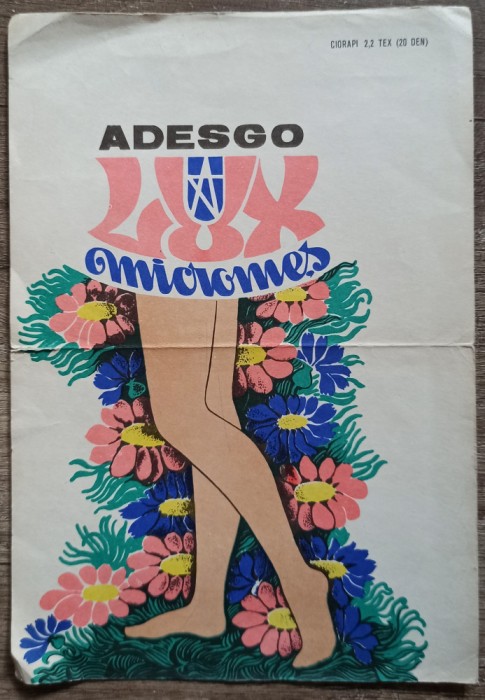 CIORAPI 2,2 TEX (20 DEN)
ADESGO
LUX
micromes